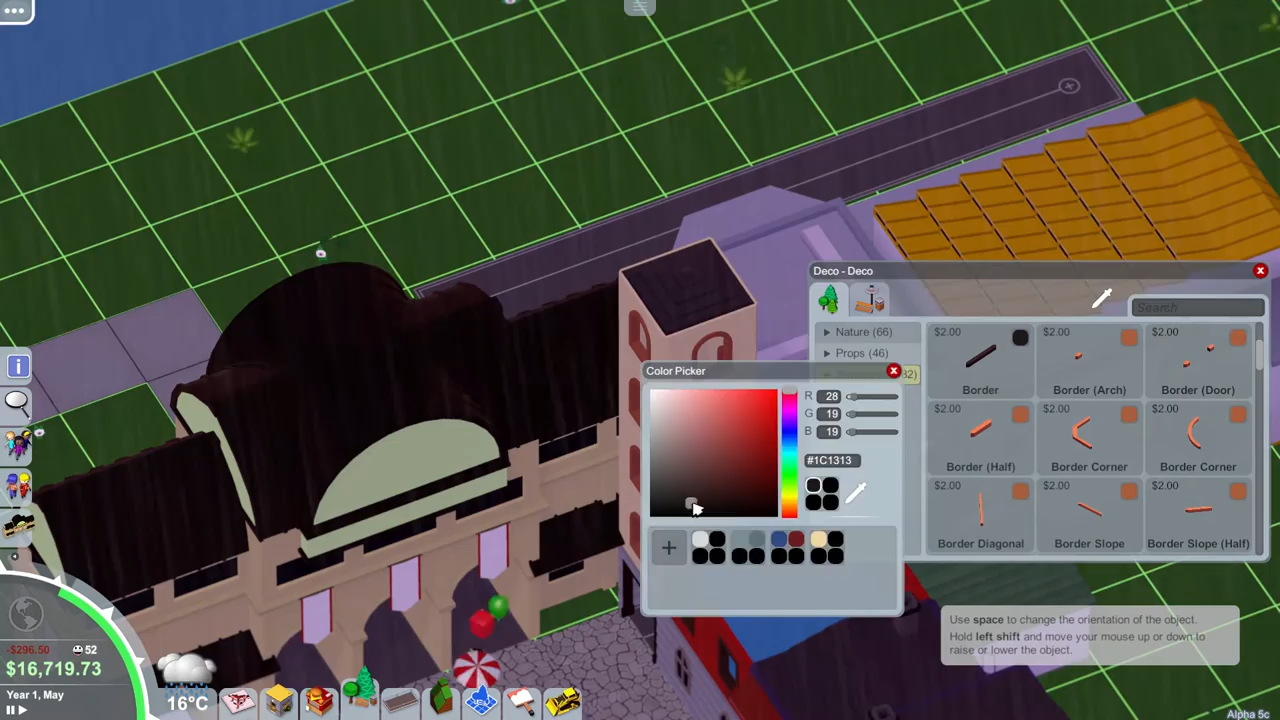 Deco - Deco
Search
Nature (66)
Props (46)
$2.00
$2.00
$2.00
Border
Border (Arch)
Border (Door)
$2.00
$2.00
$2.00
Border (Half)
Border Corner
Border Corner
$2.00
$2.00
$2.00
Border Diagonal
Border Slope
Border Slope (Half)
Color Picker
R 28
G 19
B 19
#1C1313
Use space to change the orientation of the object.
Hold left shift and move your mouse up or down to
raise or lower the object.
-$296.50
52
$16,719.73
Year 1, May
16°C
Alpha 5c